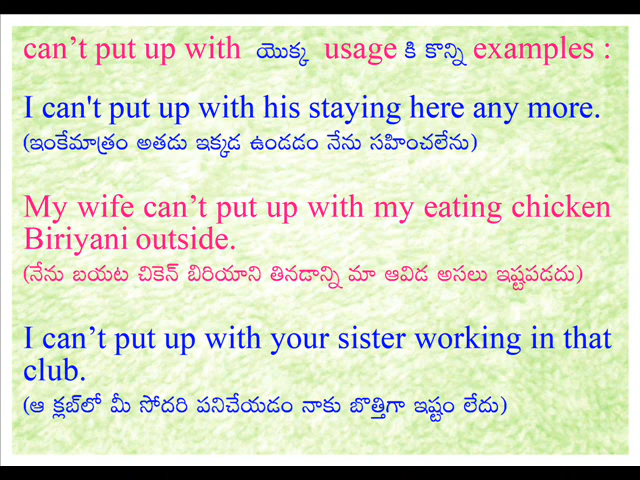 can’t put up with యొక్క usage కి కొన్ని examples :
I can't put up with his staying here any more.
(ఇంకేమాత్రం అతడు ఇక్కడ ఉండడం నేను సహించలేను)
My wife can’t put up with my eating chicken
Biriyani outside.
(నేను బయట చికెన్ బిరియాని తినడాన్ని మా ఆవిడ అసలు ఇష్టపడదు)
I can’t put up with your sister working in that
club.
(ఆ క్లబ్‌లో మీ సోదరి పనిచేయడం నాకు బొత్తిగా ఇష్టం లేదు)